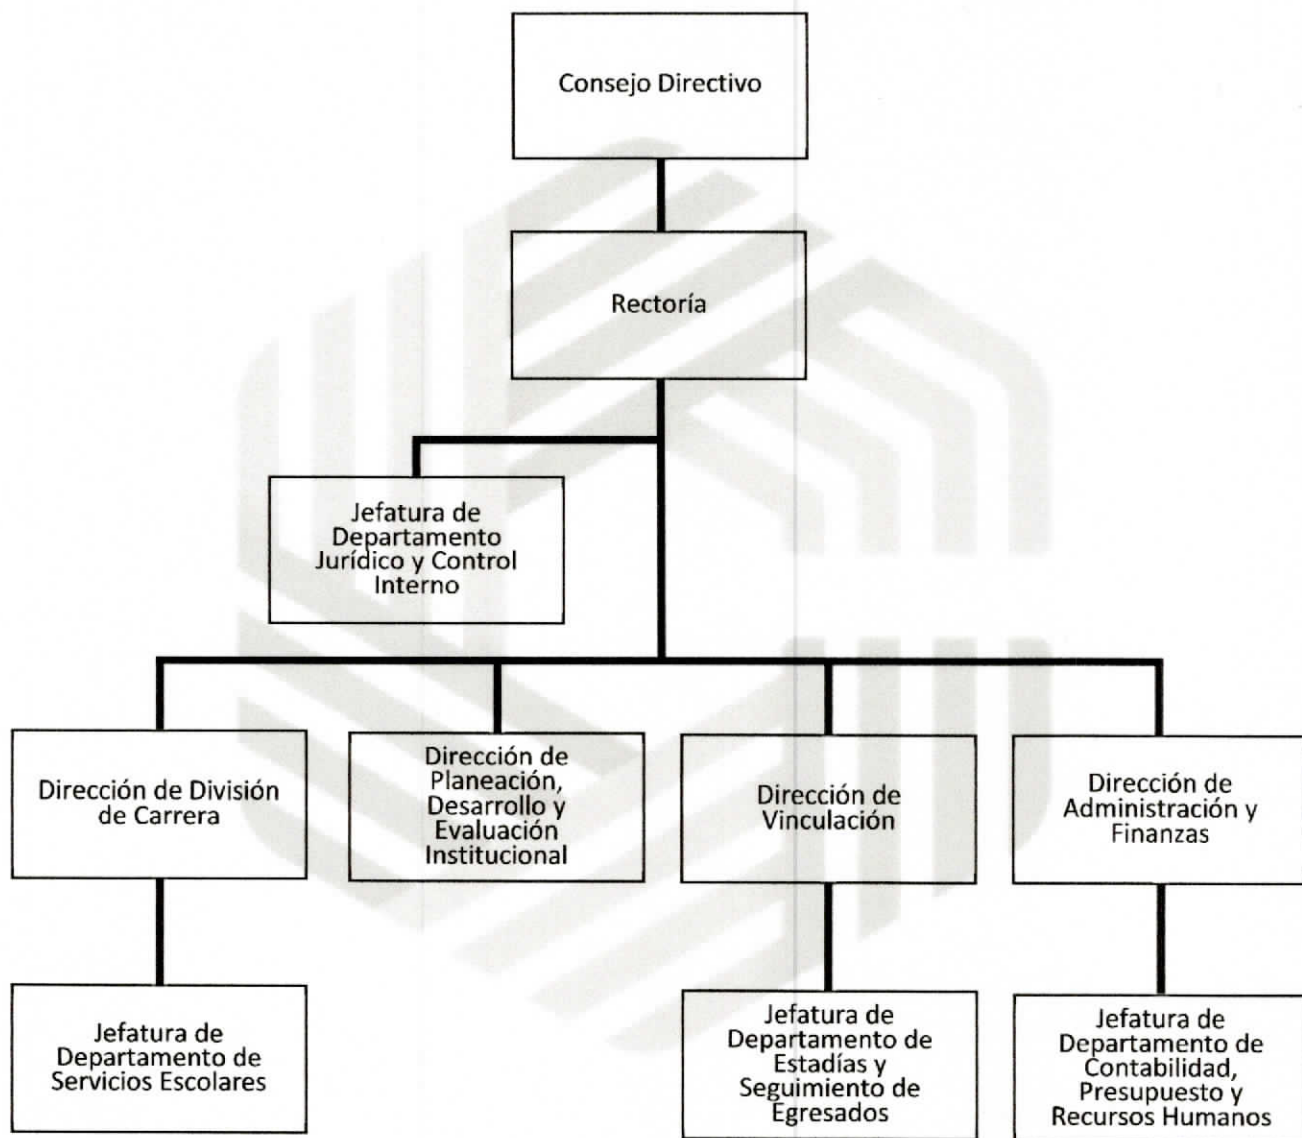 Consejo Directivo
Rectoría
Jefatura de
Departamento
Jurídico y Control
Interno
Dirección de División
de Carrera
Dirección de
Planeación,
Desarrollo y
Evaluación
Institucional
Dirección de
Vinculación
Dirección de
Administración y
Finanzas
Jefatura de
Departamento de
Servicios Escolares
Jefatura de
Departamento de
Estadías y
Seguimiento de
Egresados
Jefatura de
Departamento de
Contabilidad,
Presupuesto y
Recursos Humanos